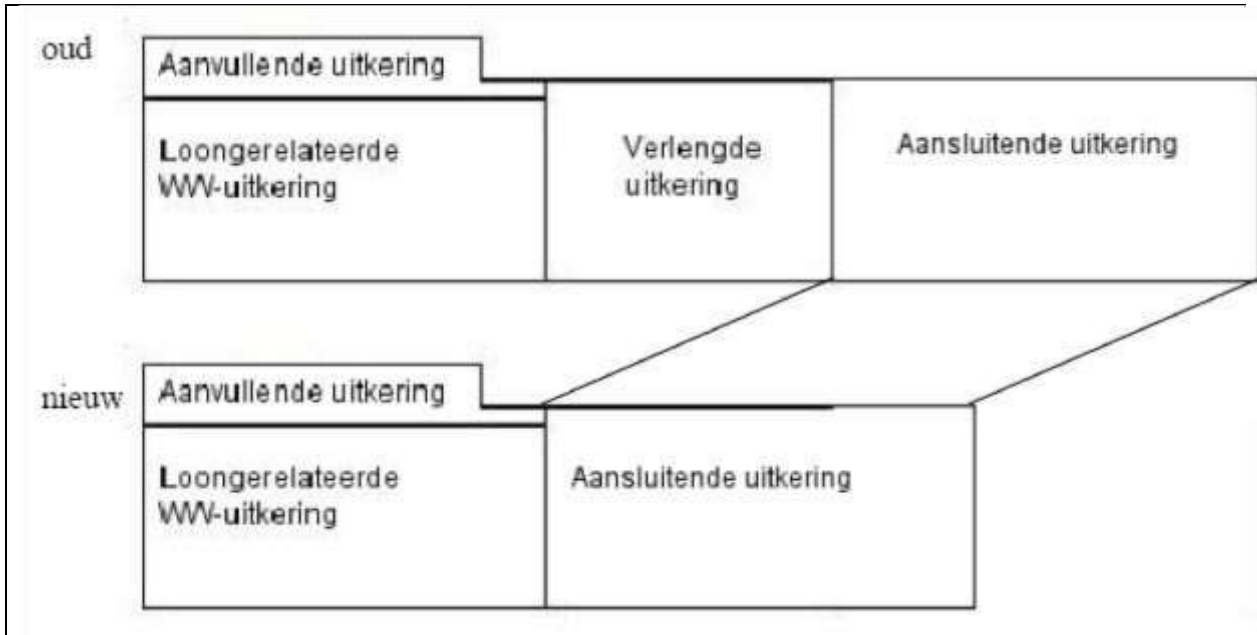 oud
Aanvullende uitkering
Loongerelateerde
WW-uitkering
Verlengde
uitkering
Aansluitende uitkering
nieuw
Aanvullende uitkering
Loongerelateerde
WW-uitkering
Aansluitende uitkering